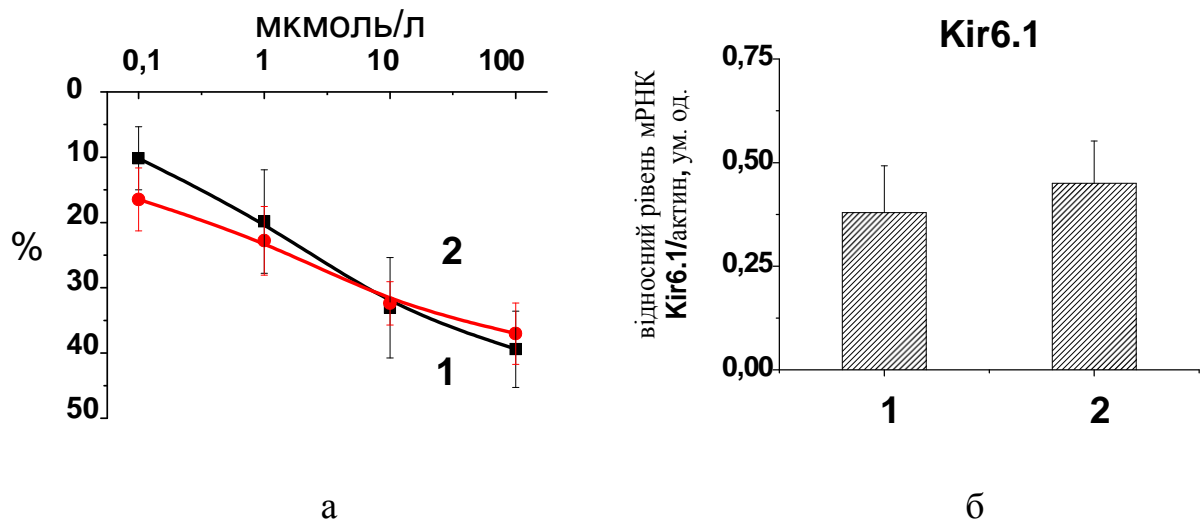 мкмоль/л
0,1 1 10 100
0
10
20
30
40
50
%
2
1
а
Kir6.1
відносний рівень мРНК
Kir6.1/актин, ум. од.
0,75
0,50
0,25
0,00
1 2
б